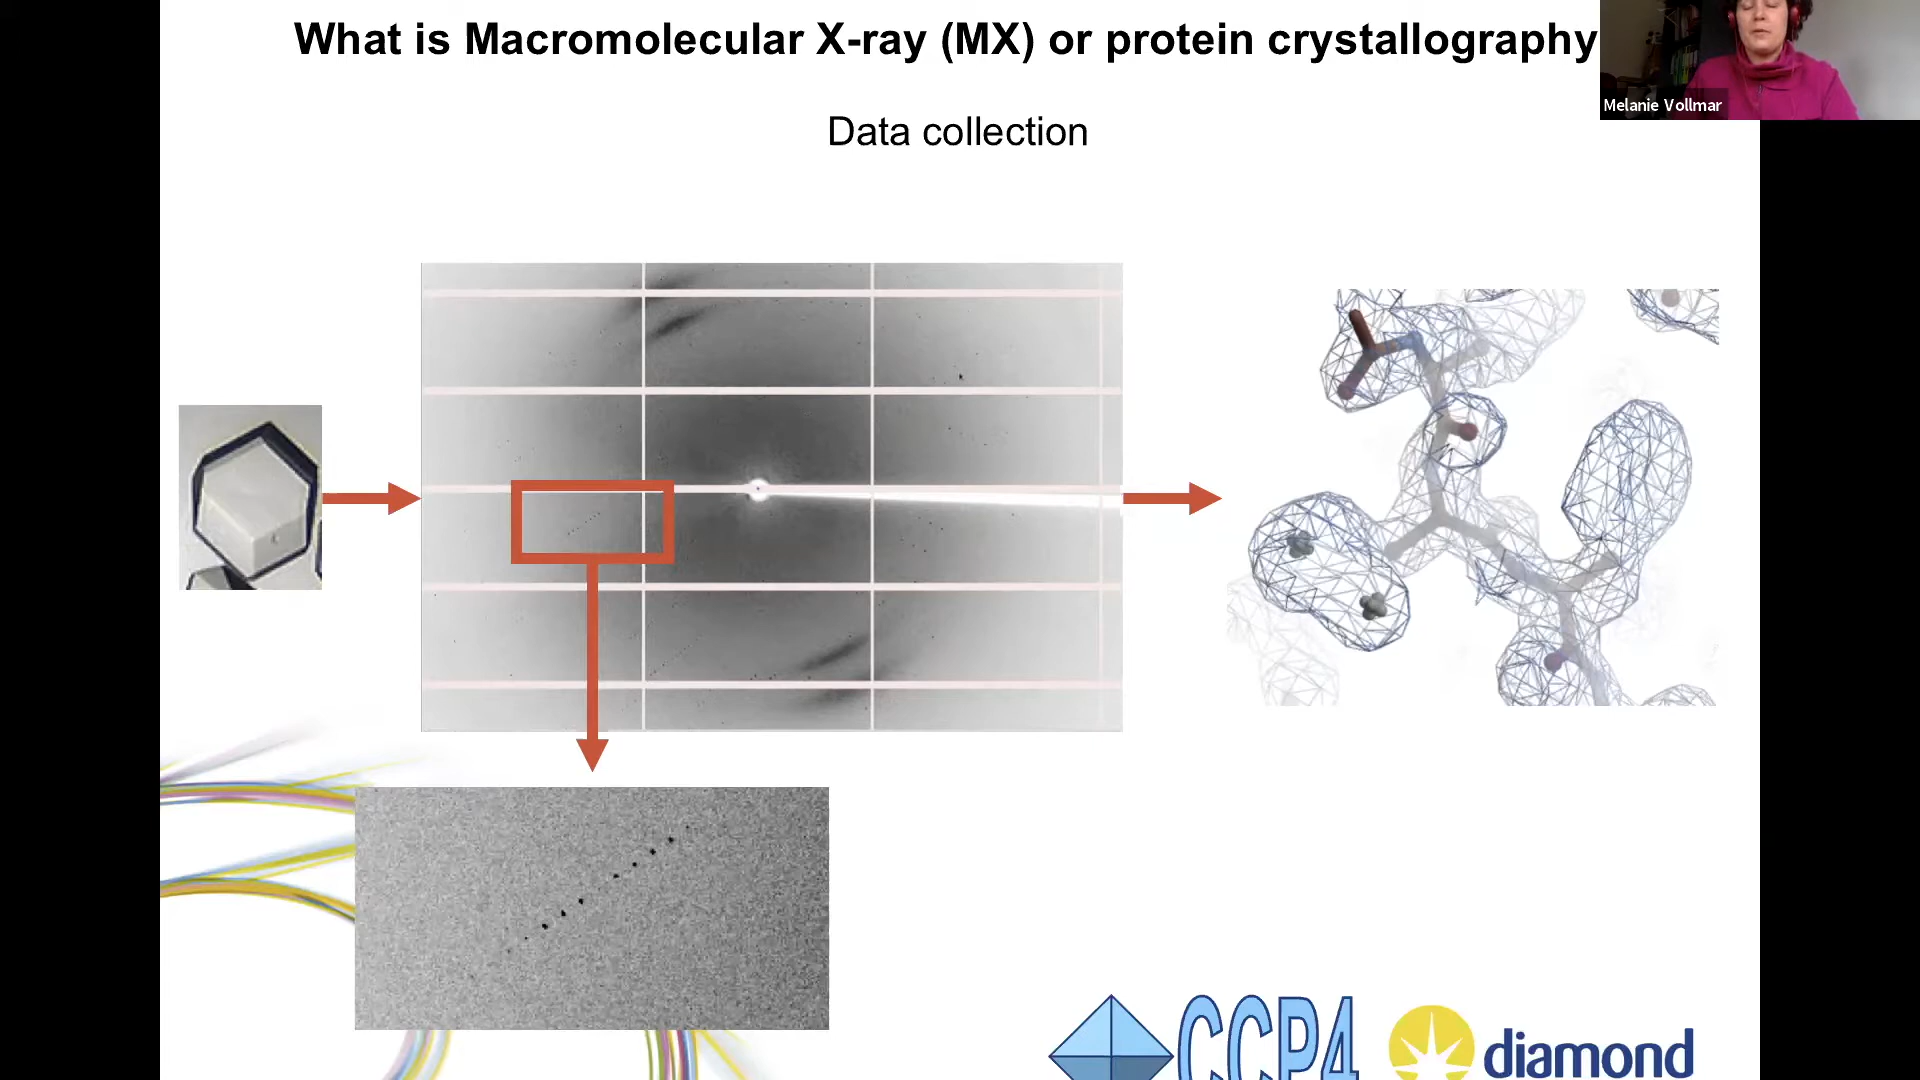 What is Macromolecular X-ray (MX) or protein crystallography
Melanie Vollmar
Data collection
CCP4
diamond